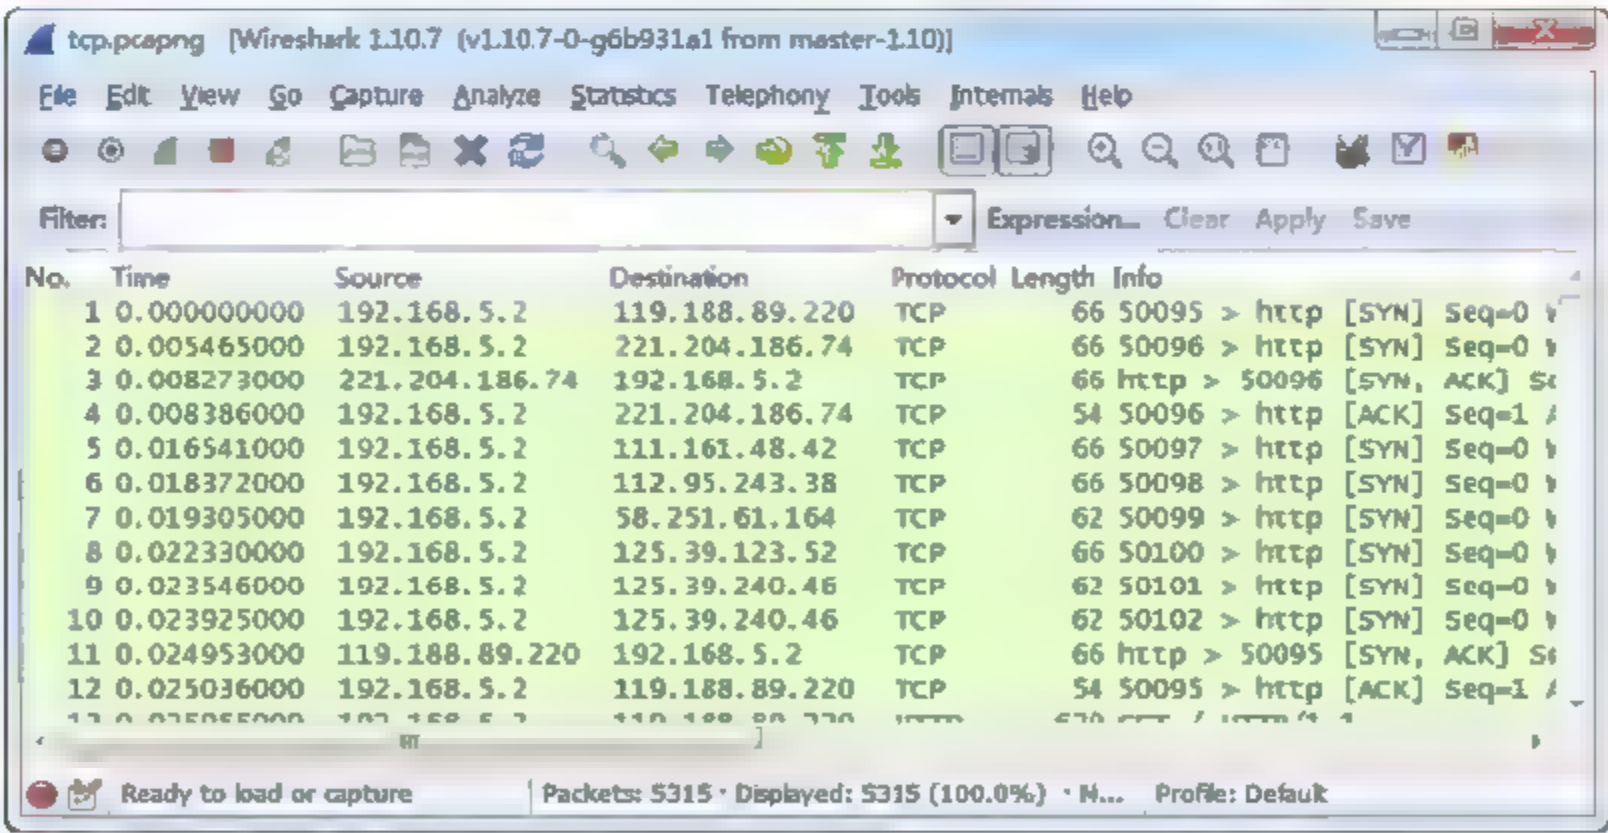 tcp.pcapng [Wireshark 1.10.7 (v1.10.7-0-g6b931a1 from master-1.10)]
File Edit View Go Capture Analyze Statistics Telephony Tools Internals Help
Filter: Expression... Clear Apply Save
No. Time Source Destination Protocol Length Info
1 0.000000000 192.168.5.2 119.188.89.220 TCP 66 50095 > http [SYN] Seq=0
2 0.005465000 192.168.5.2 221.204.186.74 TCP 66 50096 > http [SYN] Seq=0
3 0.008273000 221.204.186.74 192.168.5.2 TCP 66 http > 50096 [SYN, ACK]
4 0.008386000 192.168.5.2 221.204.186.74 TCP 54 50096 > http [ACK] Seq=1
5 0.016541000 192.168.5.2 111.161.48.42 TCP 66 50097 > http [SYN] Seq=0
6 0.018372000 192.168.5.2 112.95.243.38 TCP 66 50098 > http [SYN] Seq=0
7 0.019305000 192.168.5.2 58.251.61.164 TCP 62 50099 > http [SYN] Seq=0
8 0.022330000 192.168.5.2 125.39.123.52 TCP 66 50100 > http [SYN] Seq=0
9 0.023546000 192.168.5.2 125.39.240.46 TCP 62 50101 > http [SYN] Seq=0
10 0.023925000 192.168.5.2 125.39.240.46 TCP 62 50102 > http [SYN] Seq=0
11 0.024953000 119.188.89.220 192.168.5.2 TCP 66 http > 50095 [SYN, ACK]
12 0.025036000 192.168.5.2 119.188.89.220 TCP 54 50095 > http [ACK] Seq=1
Ready to load or capture Packets: 5315 · Displayed: 5315 (100.0%) · M... Profile: Default